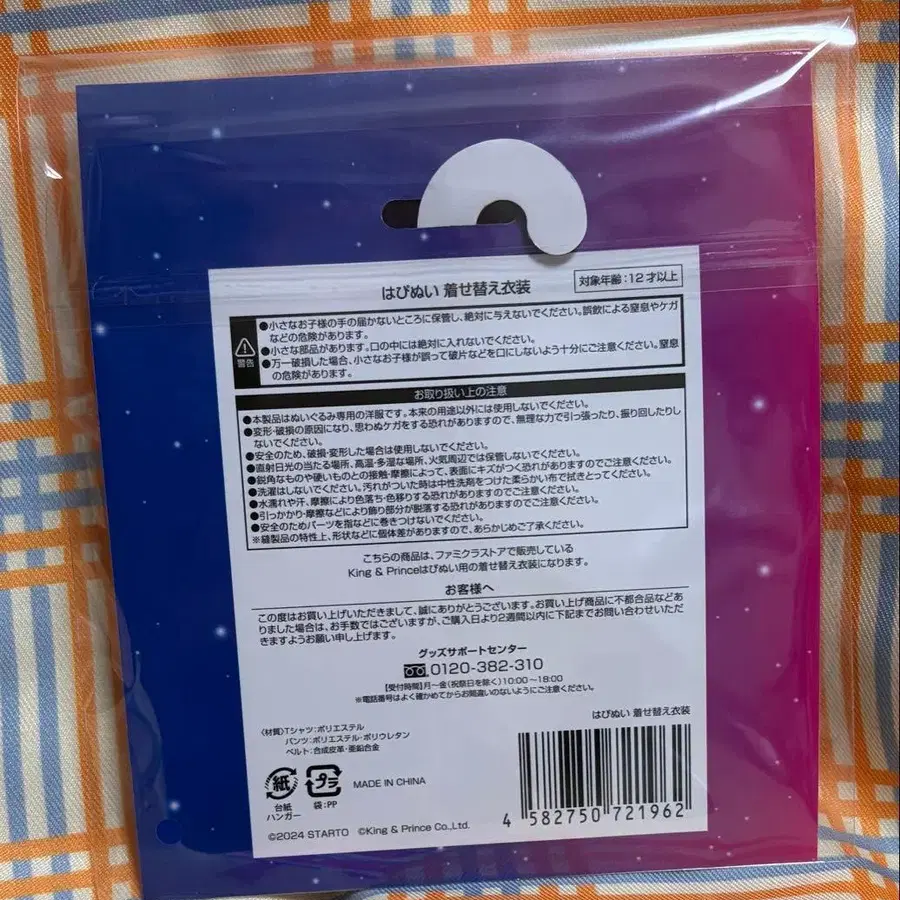 はぴぬい 着せ替え衣装
対象年齢:12才以上
警告
●小さなお子様の手の届かないところに保管し、絶対に与えないでください。誤飲による窒息やケガ
などの危険があります。
●小さな部品があります。口の中には絶対に入れないでください。
●万一破損した場合、小さなお子様が誤って破片などを口にしないよう十分にご注意ください。窒息
の危険があります。
お取り扱い上の注意
●本製品はぬいぐるみ専用の洋服です。本来の用途以外には使用しないでください。
●変形・破損の原因になり、思わぬケガをする恐れがありますので、無理な力で引っ張ったり、振り回したりし
ないでください。
●安全のため、破損・変形した場合は使用しないでください。
●直射日光の当たる場所、高温・多湿な場所、火気周辺では保管しないでください。
●鋭角なものや硬いものとの接触・摩擦によって、表面にキズがつく恐れがありますのでご注意ください。
●洗濯はしないでください。汚れがついた時は中性洗剤をつけた柔らかい布で拭きとってください。
●水濡れや汗、摩擦により色落ち・色移りする恐れがありますのでご注意ください。
●引っかかり・摩擦などにより飾り部分が脱落する恐れがありますのでご注意ください。
●安全のためパーツを指などに巻きつけないでください。
※縫製品の特性上、形状などに個体差がありますので、あらかじめご了承ください。
こちらの商品は、ファミクラストアで販売している
King & Princeはぴぬい用の着せ替え衣装になります。
お客様へ
この度はお買い上げいただきまして、誠にありがとうございます。お買い上げ商品に不都合品などあ
りました場合は、お手数ではございますが、ご購入日より2週間以内に下記までお問い合わせいただ
きますようお願い申し上げます。
グッズサポートセンター
0120-382-310
【受付時間】月～金(祝祭日を除く)10:00～18:00
※電話番号はよく確かめてからお間違いのないようにご注意ください。
はぴぬい 着せ替え衣装
〈材質〉Tシャツ:ポリエステル
パンツ:ポリエステル・ポリウレタン
ベルト:合成皮革・亜鉛合金
紙
台紙
ハンガー
プラ
袋:PP
MADE IN CHINA
4 582750 721962
©2024 STARTO ©King & Prince Co.,Ltd.